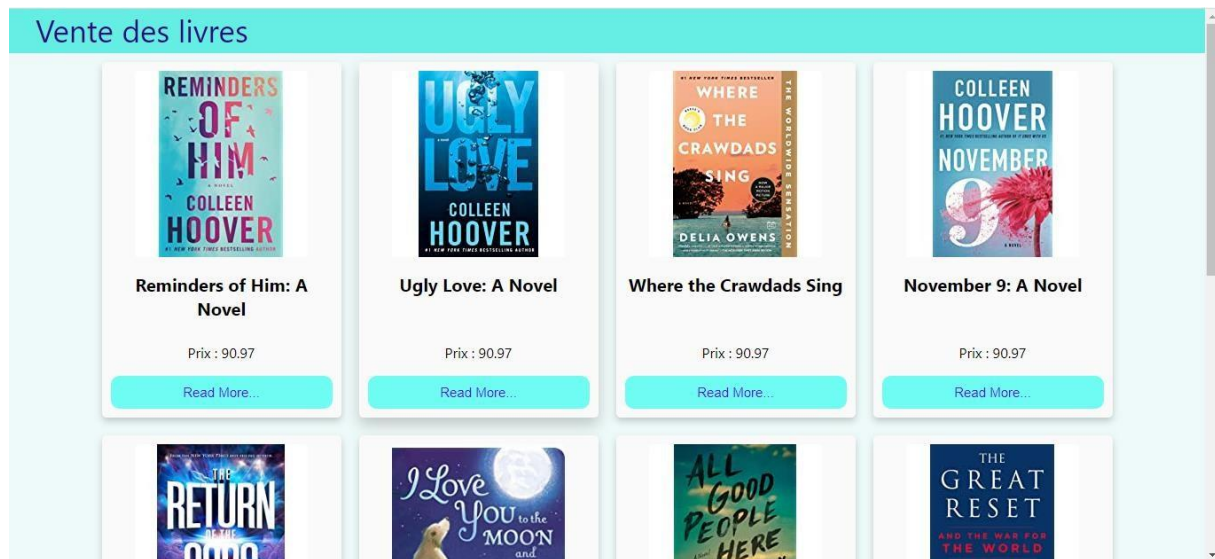 Vente des livres
REMINDERS
OF
HIM
A NOVEL
COLLEEN
HOOVER
#1 NEW YORK TIMES BESTSELLING AUTHOR
UGLY
LOVE
COLLEEN
HOOVER
#1 NEW YORK TIMES BESTSELLING AUTHOR
#1 NEW YORK TIMES BESTSELLER
WHERE
THE
CRAWDADS
SING
DELIA OWENS
THE WORLDWIDE SENSATION
COLLEEN
HOOVER
NOVEMBER
9
A NOVEL
Reminders of Him: A
Novel
Ugly Love: A Novel
Where the Crawdads Sing
November 9: A Novel
Prix : 90.97
Prix : 90.97
Prix : 90.97
Prix : 90.97
Read More...
Read More...
Read More...
Read More...
THE
RETURN
OF THE
GODS
I Love
You to the
MOON
and
ALL
GOOD
PEOPLE
HERE
THE
GREAT
RESET
AND THE WAR FOR
THE WORLD